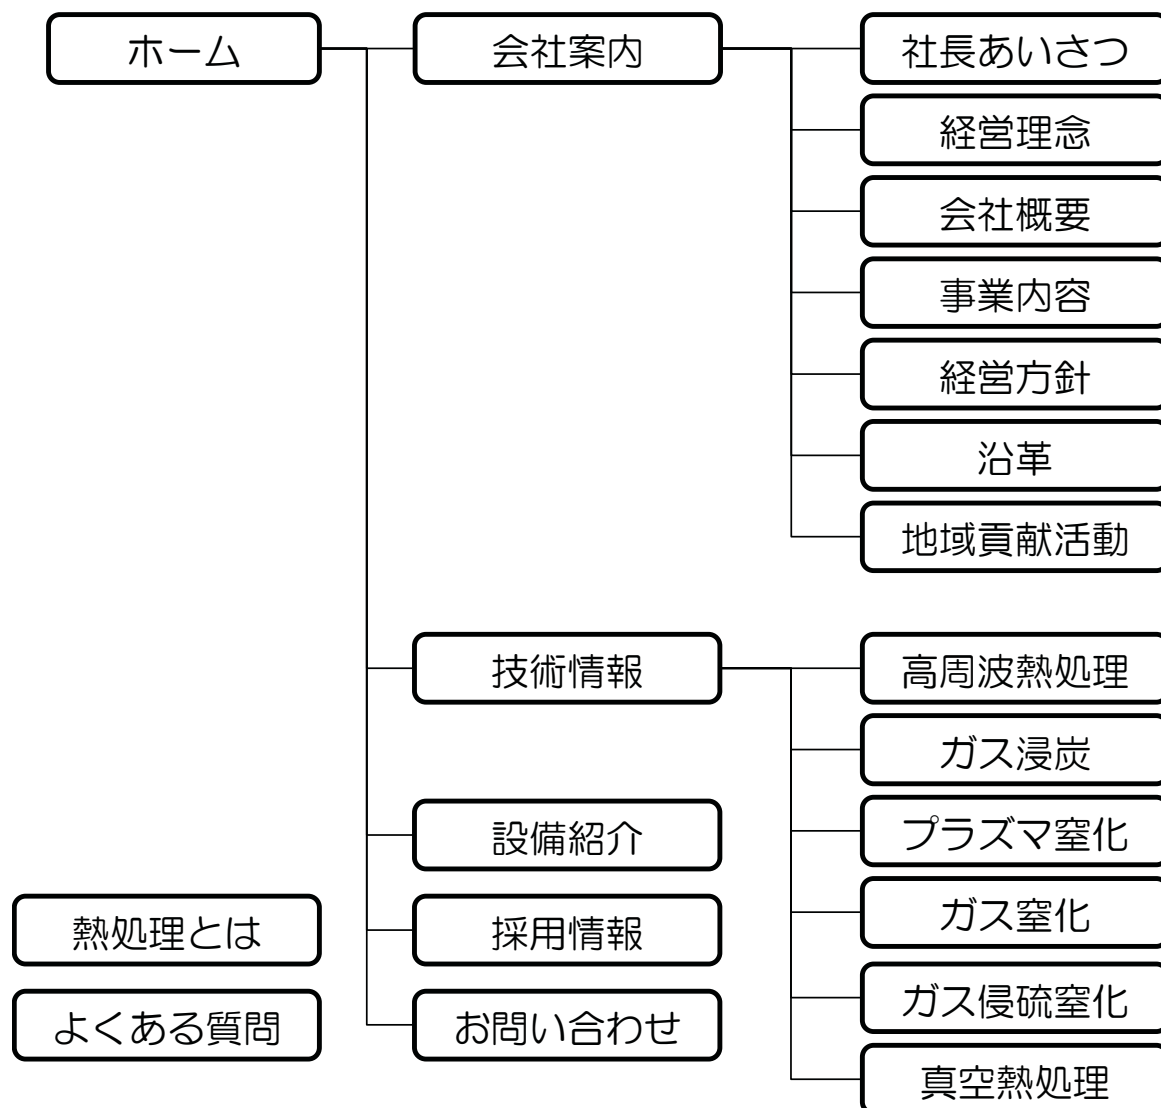 ホーム
会社案内
社長あいさつ
経営理念
会社概要
事業内容
経営方針
沿革
地域貢献活動
技術情報
高周波熱処理
ガス浸炭
プラズマ窒化
ガス窒化
ガス侵硫窒化
真空熱処理
設備紹介
採用情報
お問い合わせ
熱処理とは
よくある質問